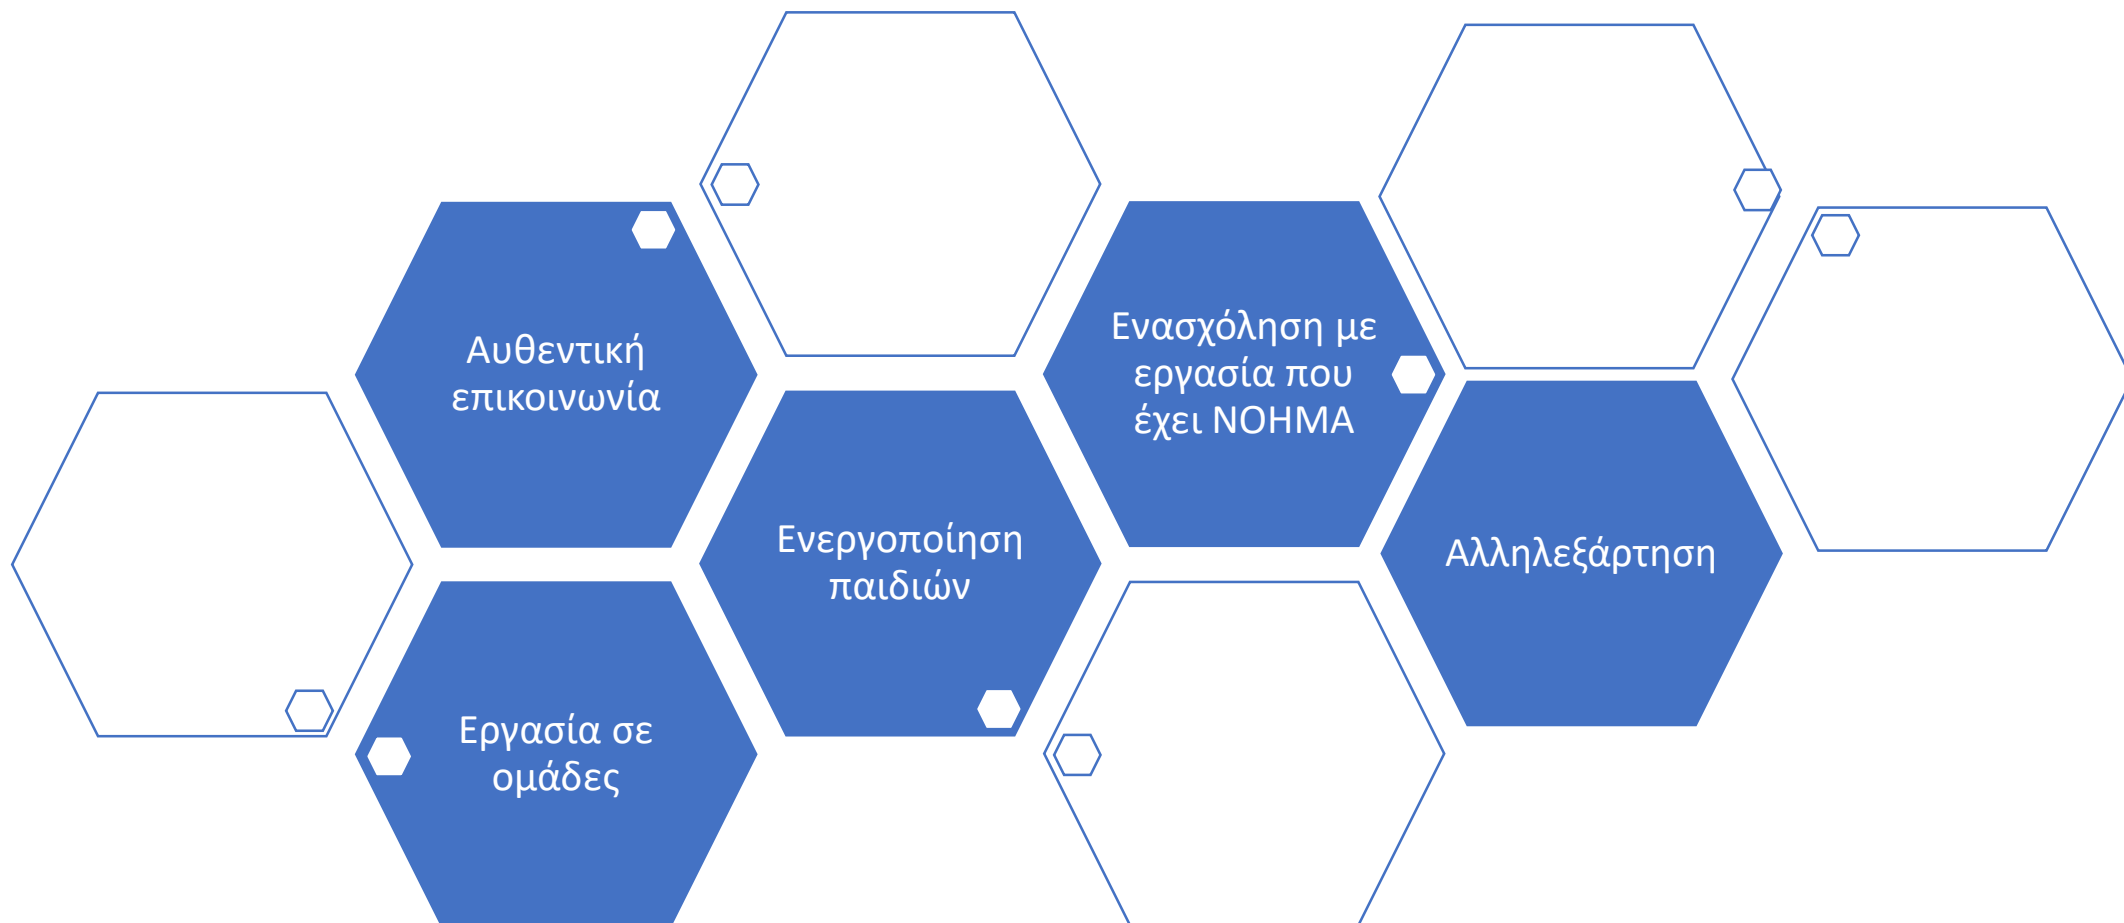 Αυθεντική
επικοινωνία
Εργασία σε
ομάδες
Ενεργοποίηση
παιδιών
Ενασχόληση με
εργασία που
έχει ΝΟΗΜΑ
Αλληλεξάρτηση